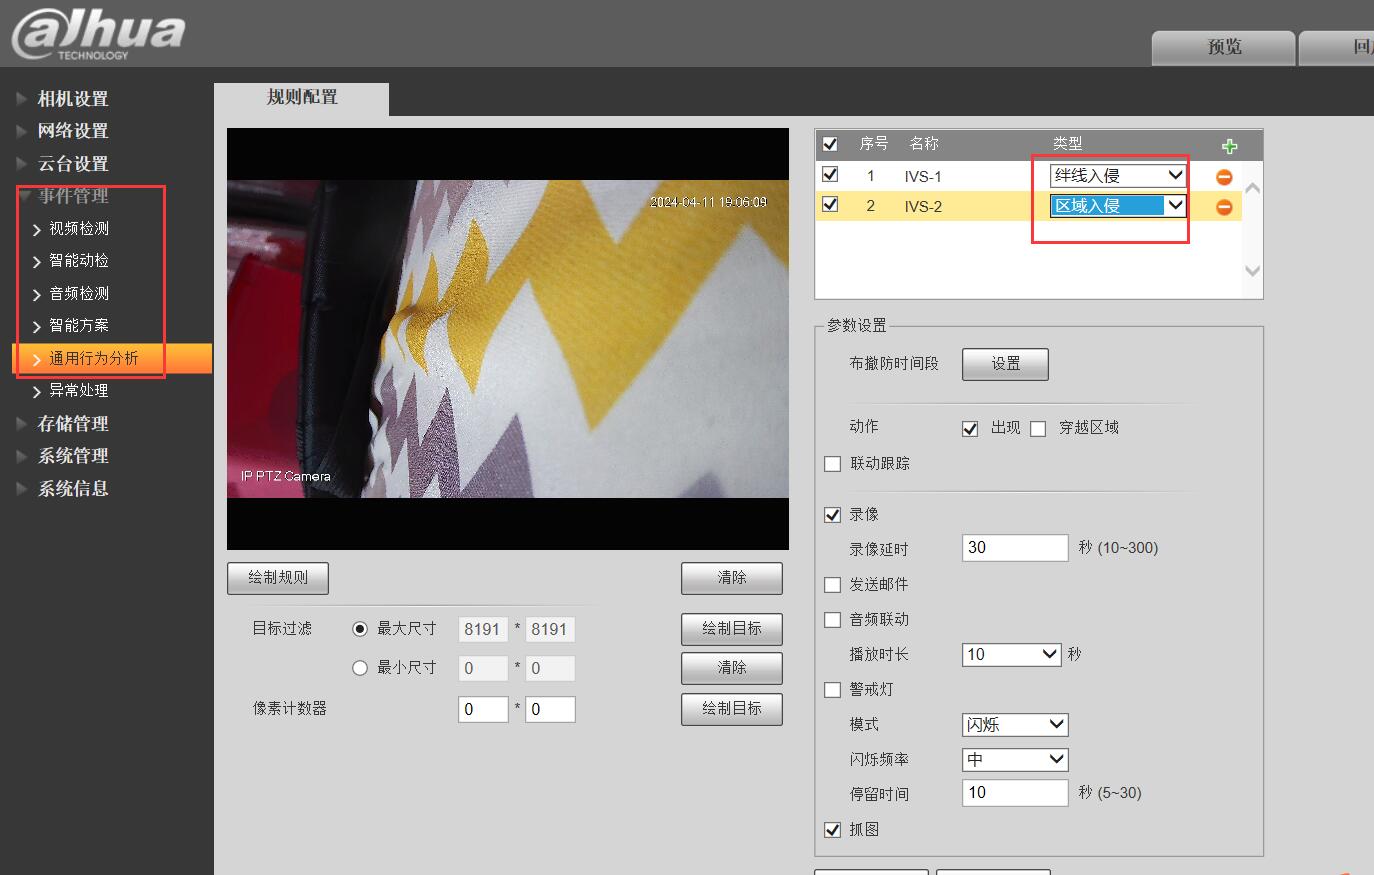 alhua
TECHNOLOGY
预览
相机设置
网络设置
云台设置
事件管理
视频检测
智能动检
音频检测
智能方案
通用行为分析
异常处理
存储管理
系统管理
系统信息
规则配置
2024-04-11 19:06:09
IP PTZ Camera
绘制规则 清除
目标过滤 最大尺寸 8191 * 8191 绘制目标
最小尺寸 0 * 0 清除
像素计数器 0 * 0 绘制目标
序号 名称 类型
1 IVS-1 绊线入侵
2 IVS-2 区域入侵
参数设置
布撤防时间段 设置
动作 出现 穿越区域
联动跟踪
录像
录像延时 30 秒 (10~300)
发送邮件
音频联动
播放时长 10 秒
警戒灯
模式 闪烁
闪烁频率 中
停留时间 10 秒 (5~30)
抓图